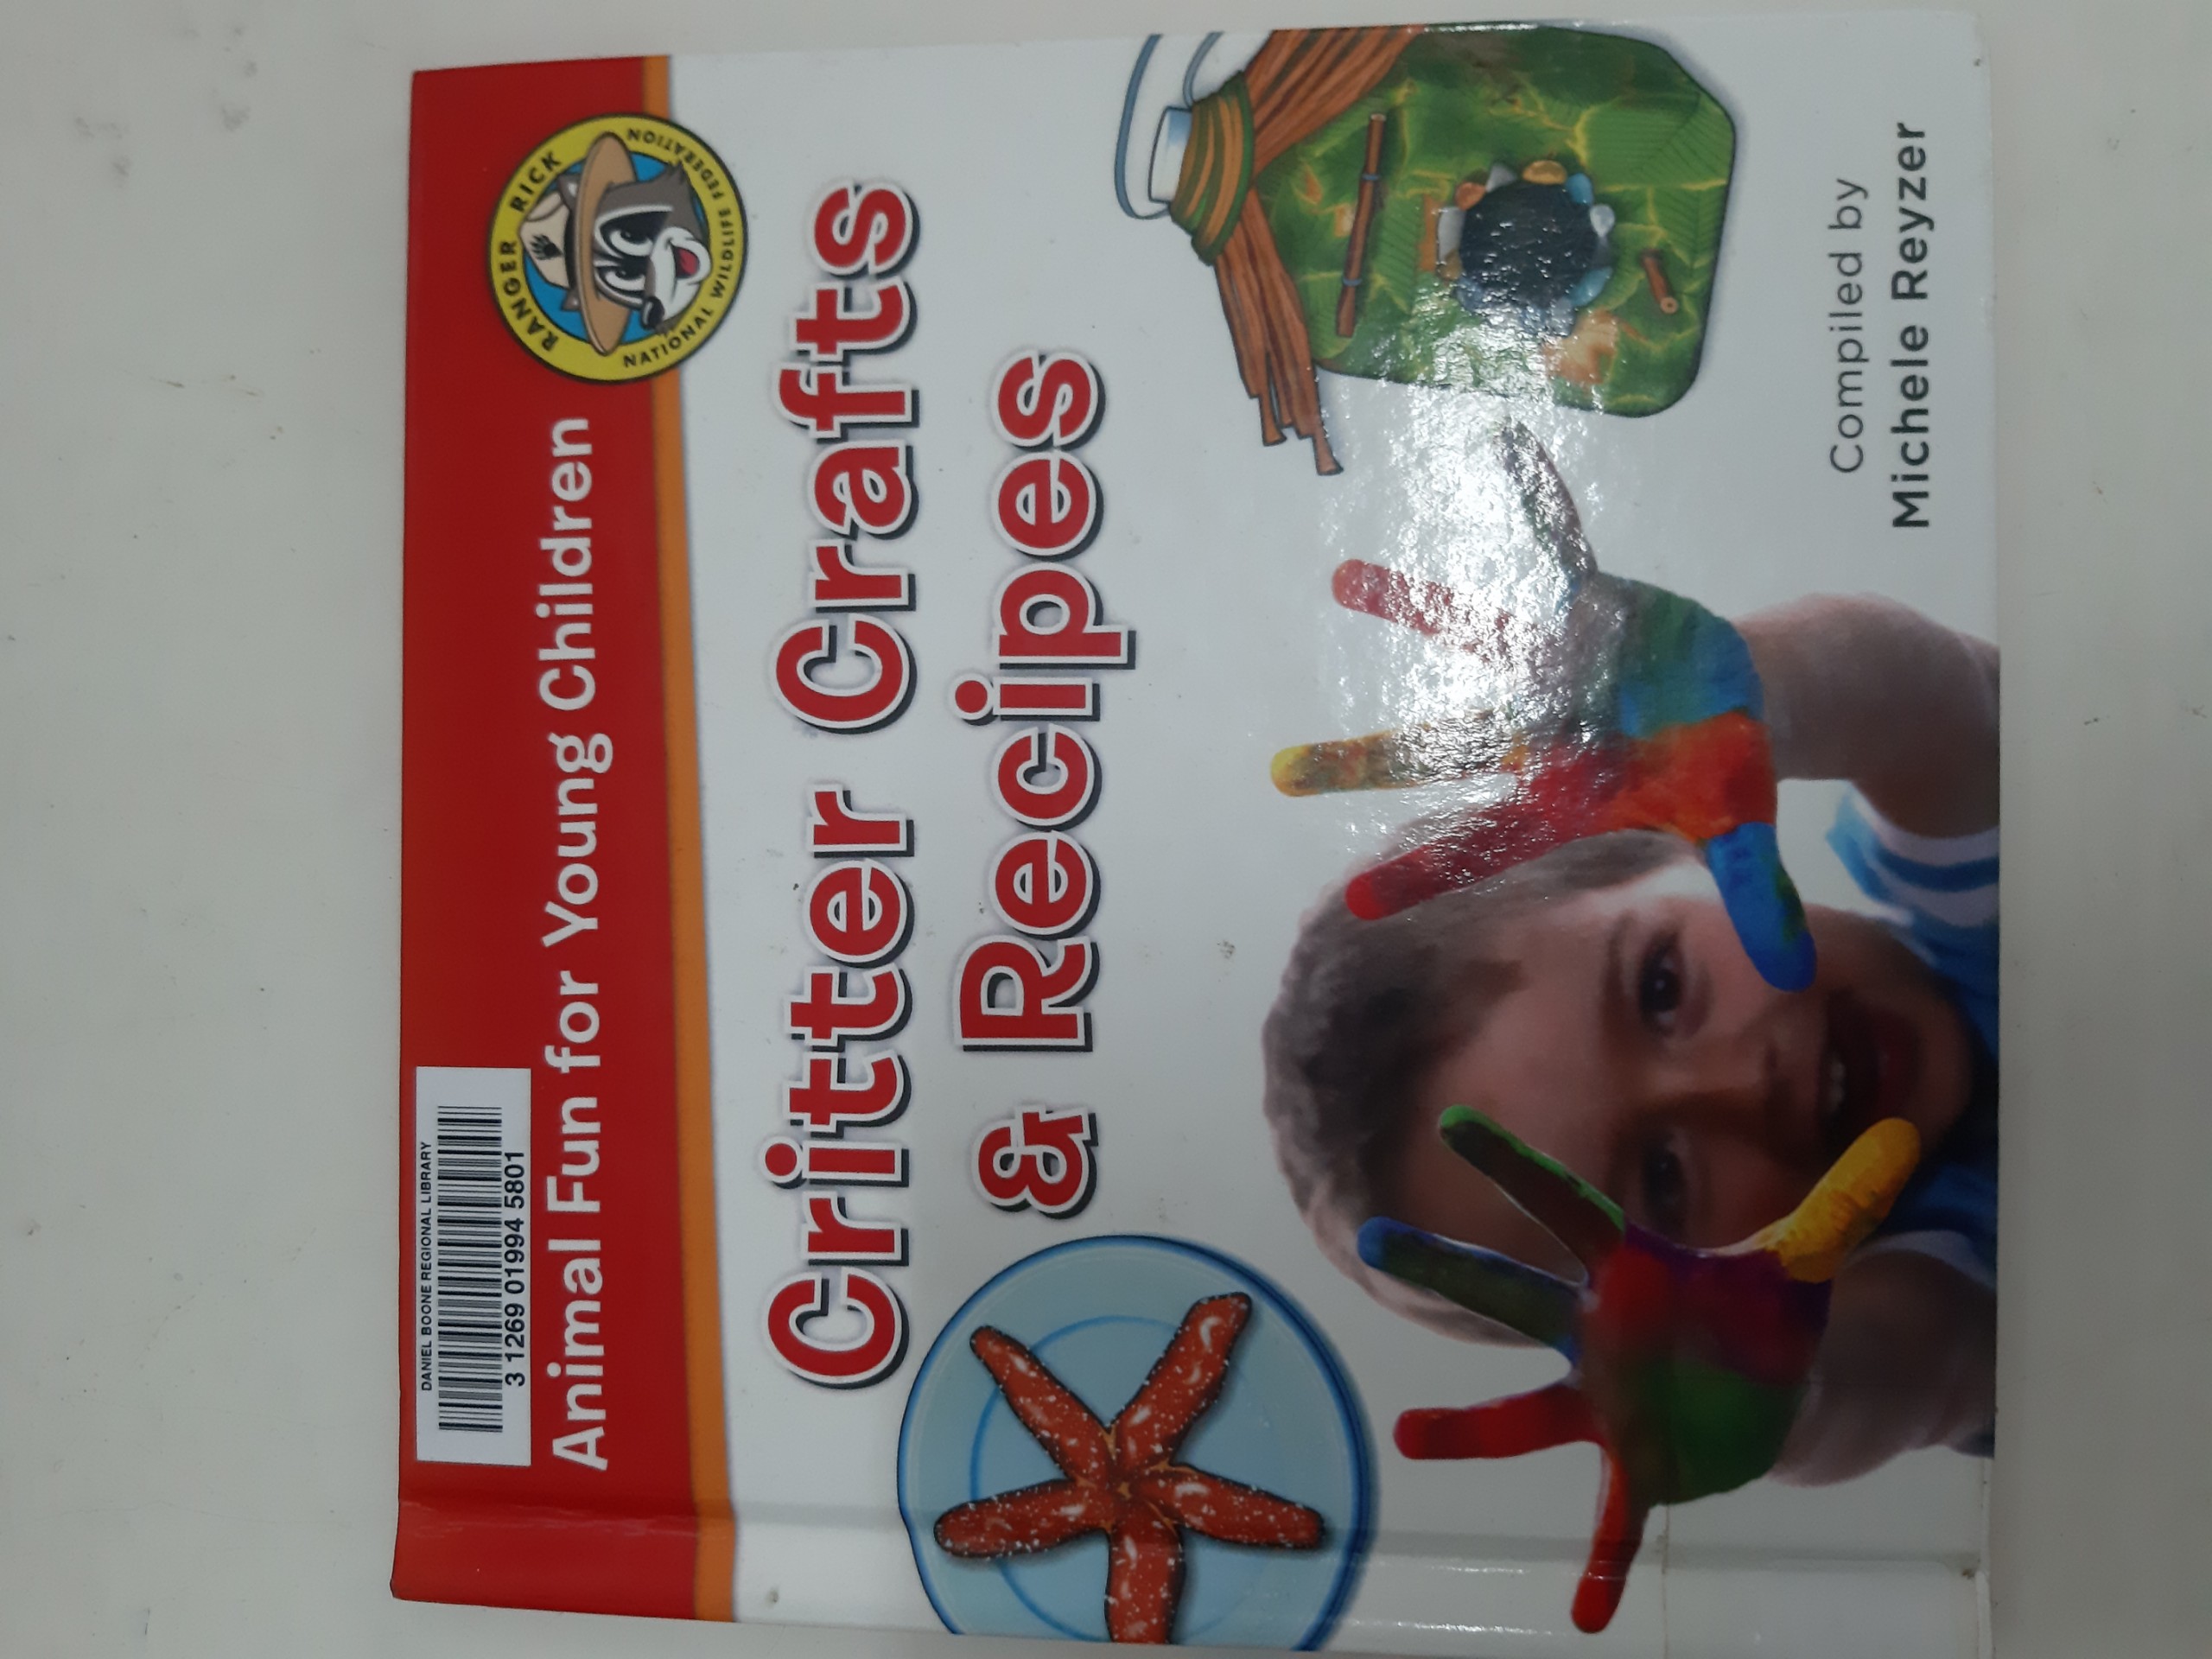 DANIEL BOONE REGIONAL LIBRARY
3 1269 01994 5801
Animal Fun for Young Children
RANGER RICK
NATIONAL WILDLIFE FEDERATION
Critter Crafts
& Recipes
Compiled by
Michele Reyzer